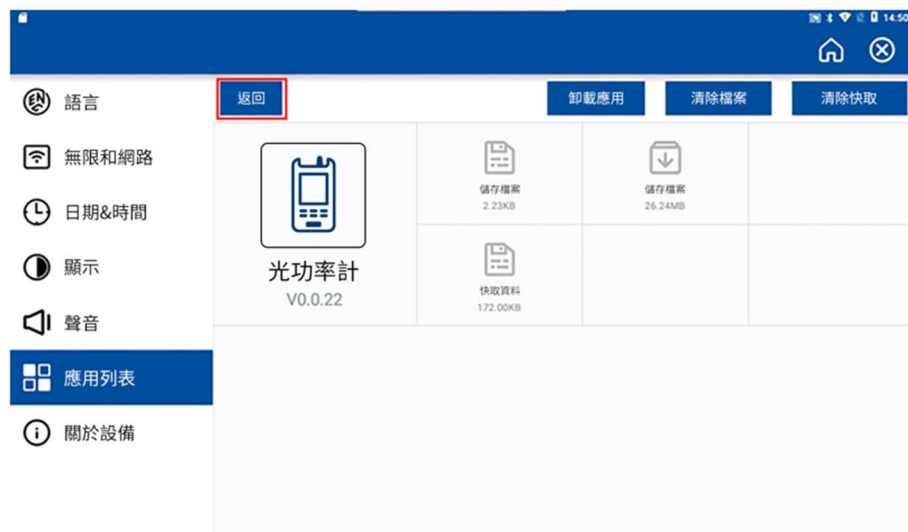 14:50
EN
語言
無限和網路
日期&時間
顯示
聲音
應用列表
關於設備
返回
卸載應用
清除檔案
清除快取
光功率計
V0.0.22
儲存檔案
2.23KB
儲存檔案
26.24MB
快取資料
172.00KB